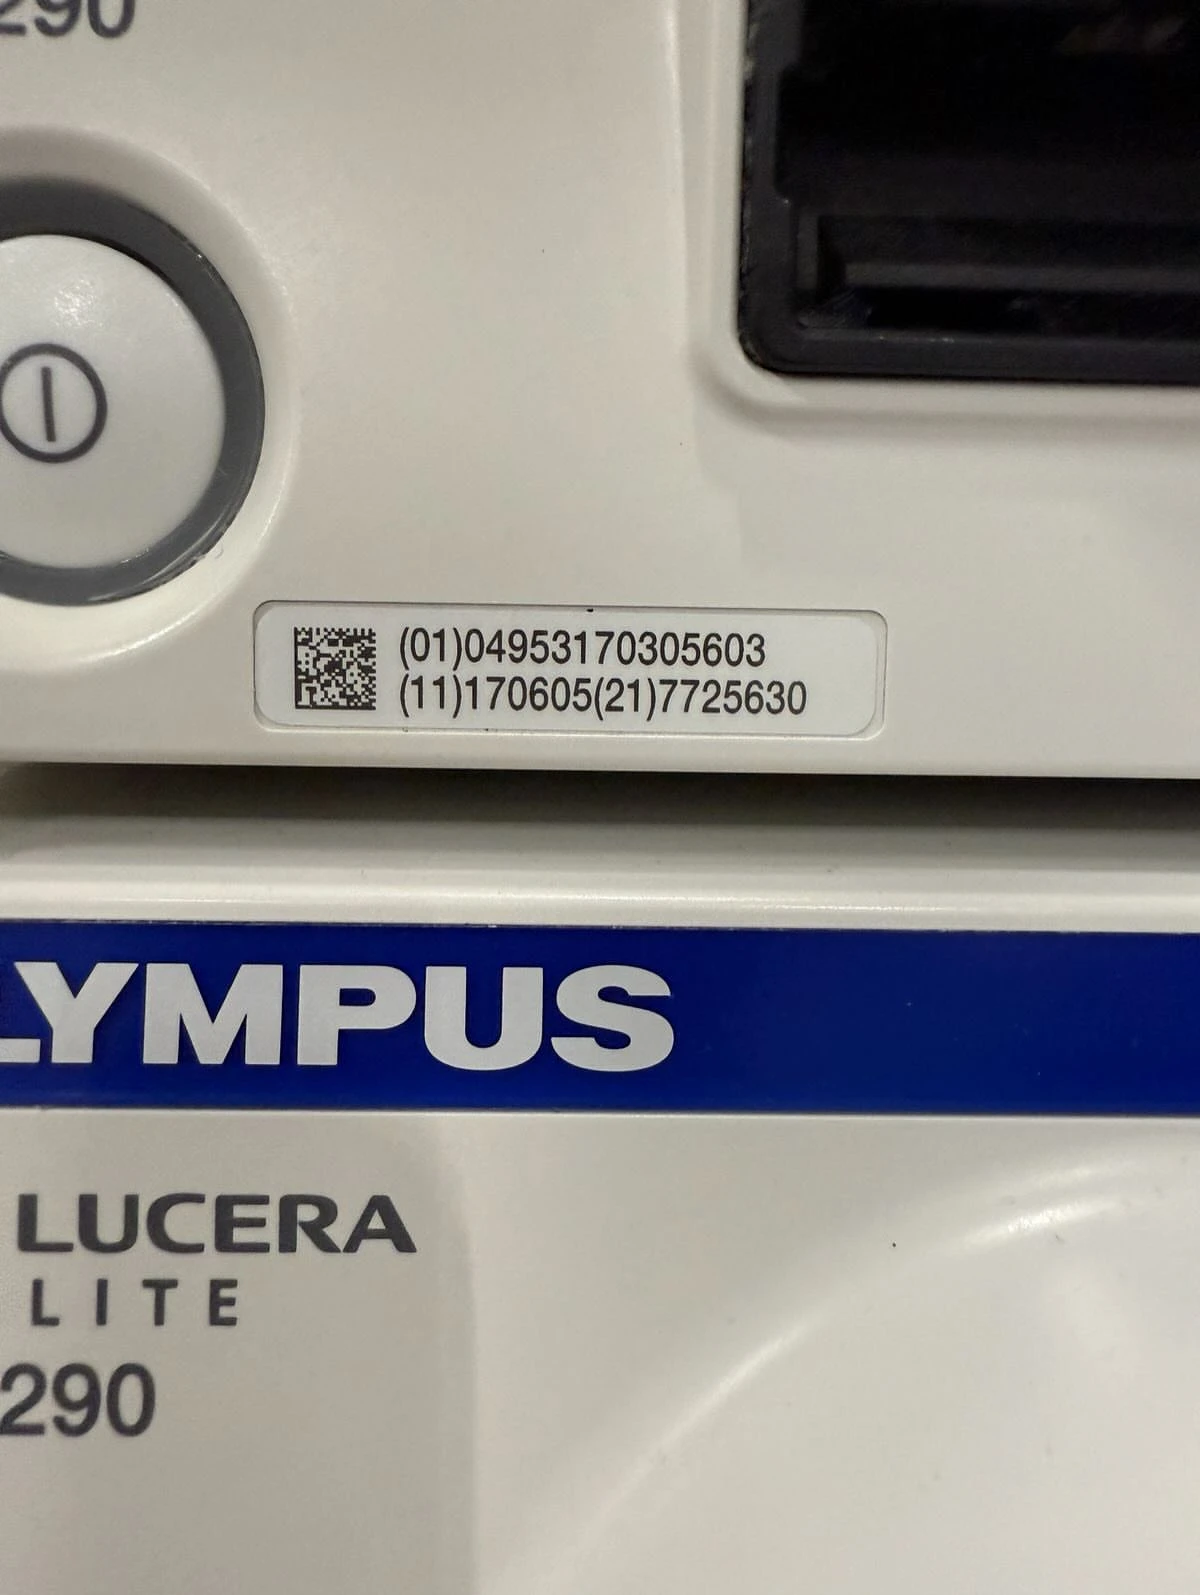 290
(01)04953170305603
(11)170605(21)7725630
LYMPUS
LUCERA
LITE
290